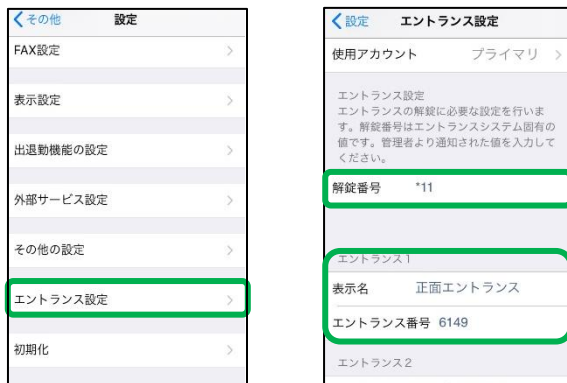 その他
設定
FAX設定
表示設定
出退勤機能の設定
外部サービス設定
その他の設定
エントランス設定
初期化
設定
エントランス設定
使用アカウント プライマリ
エントランス設定
エントランスの解錠に必要な設定を行いま
す。解錠番号はエントランスシステム固有の
値です。管理者より通知された値を入力して
ください。
解錠番号 *11
エントランス1
表示名 正面エントランス
エントランス番号 6149
エントランス2